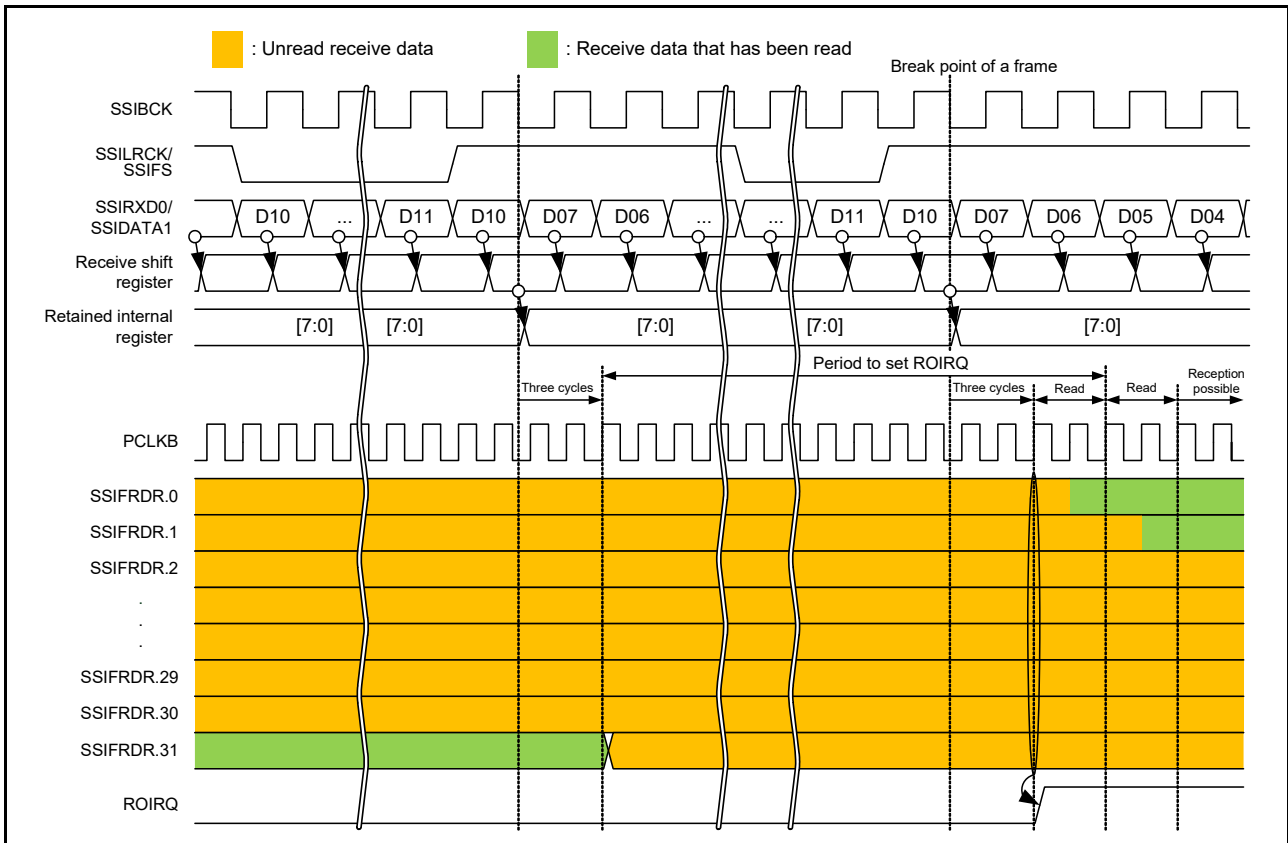 : Unread receive data
: Receive data that has been read
Break point of a frame
SSIBCK
SSILRCK/
SSIFS
SSIRXD0/
SSIDATA1
D10 ... D11 D10 D07 D06 ... ... D11 D10 D07 D06 D05 D04
Receive shift
register
Retained internal
register
[7:0] [7:0] [7:0] [7:0] [7:0]
Period to set ROIRQ
Three cycles
Three cycles
Read
Read
Reception
possible
PCLKB
SSIFRDR.0
SSIFRDR.1
SSIFRDR.2
.
.
.
SSIFRDR.29
SSIFRDR.30
SSIFRDR.31
ROIRQ